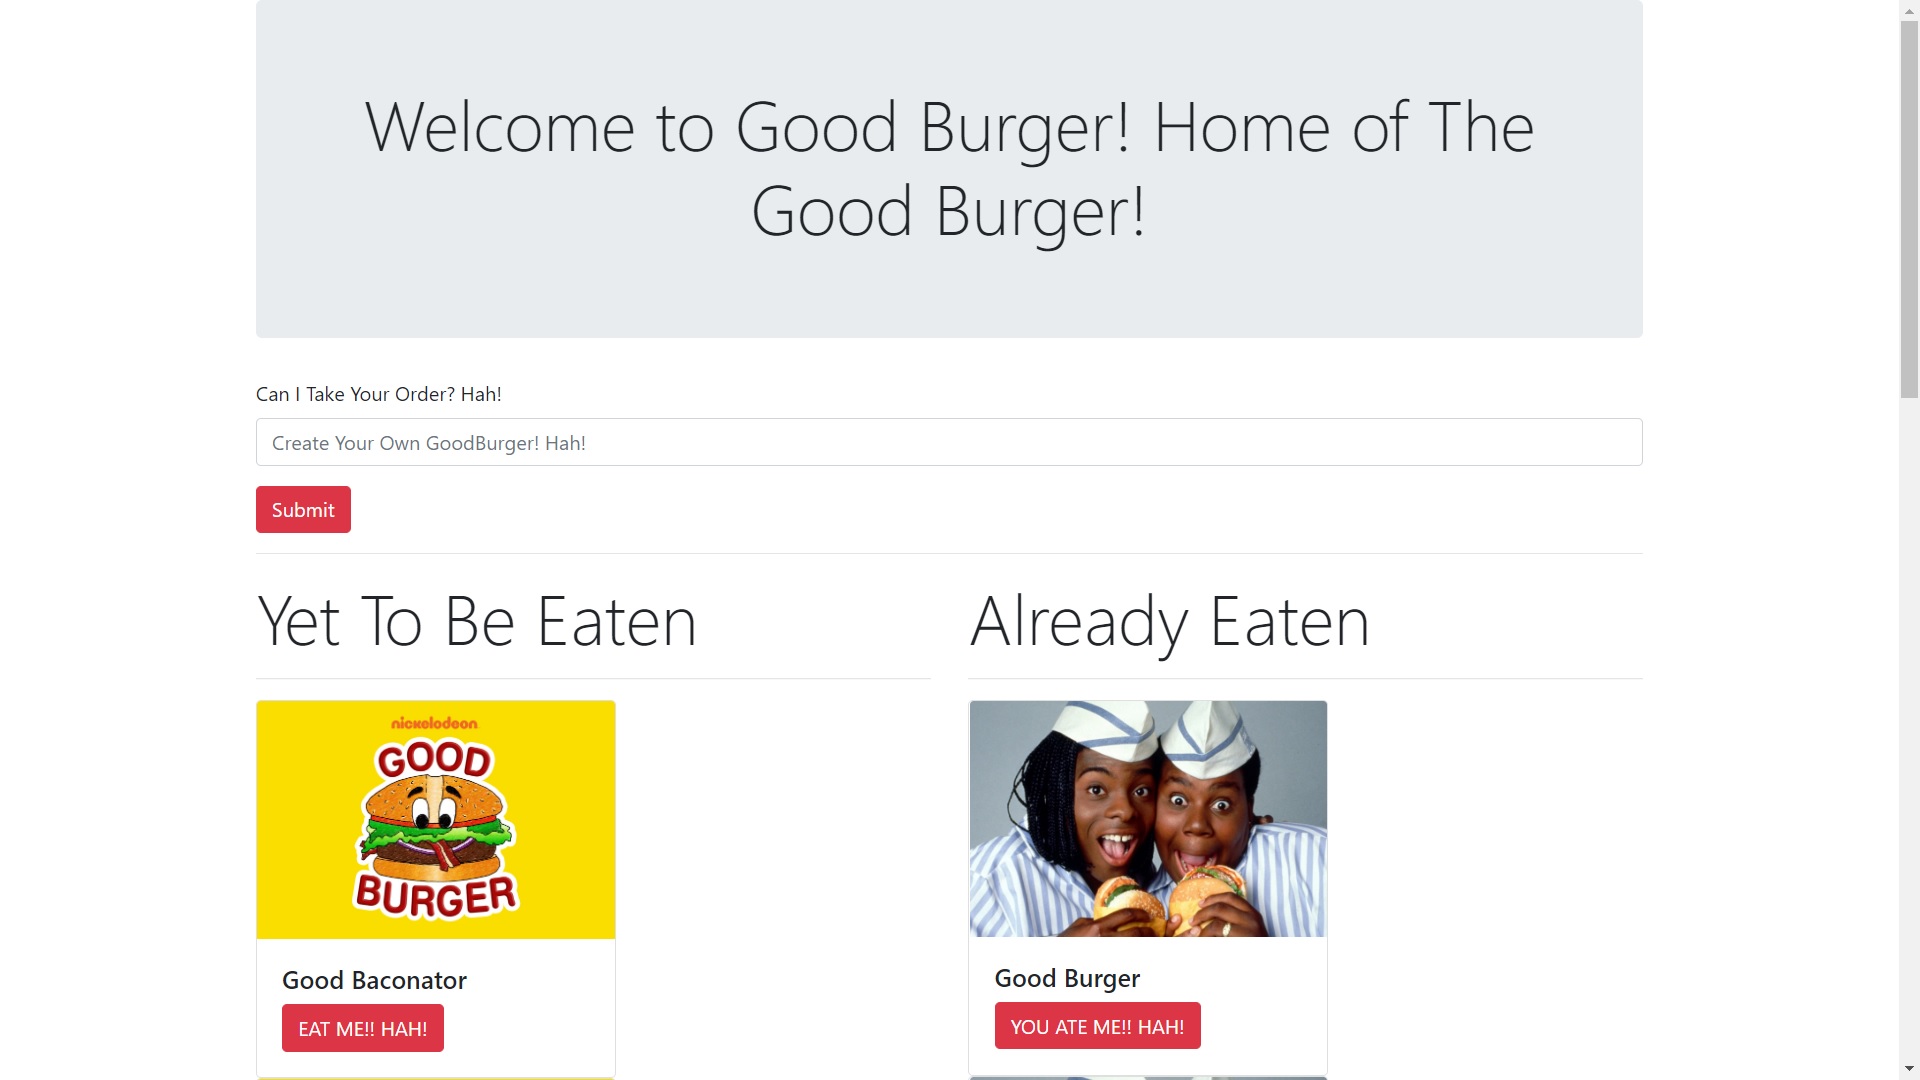 Welcome to Good Burger! Home of The
Good Burger!
Can I Take Your Order? Hah!
Create Your Own GoodBurger! Hah!
Submit
Yet To Be Eaten
Already Eaten
nickelodeon
GOOD
BURGER
Good Baconator
EAT ME!! HAH!
Good Burger
YOU ATE ME!! HAH!